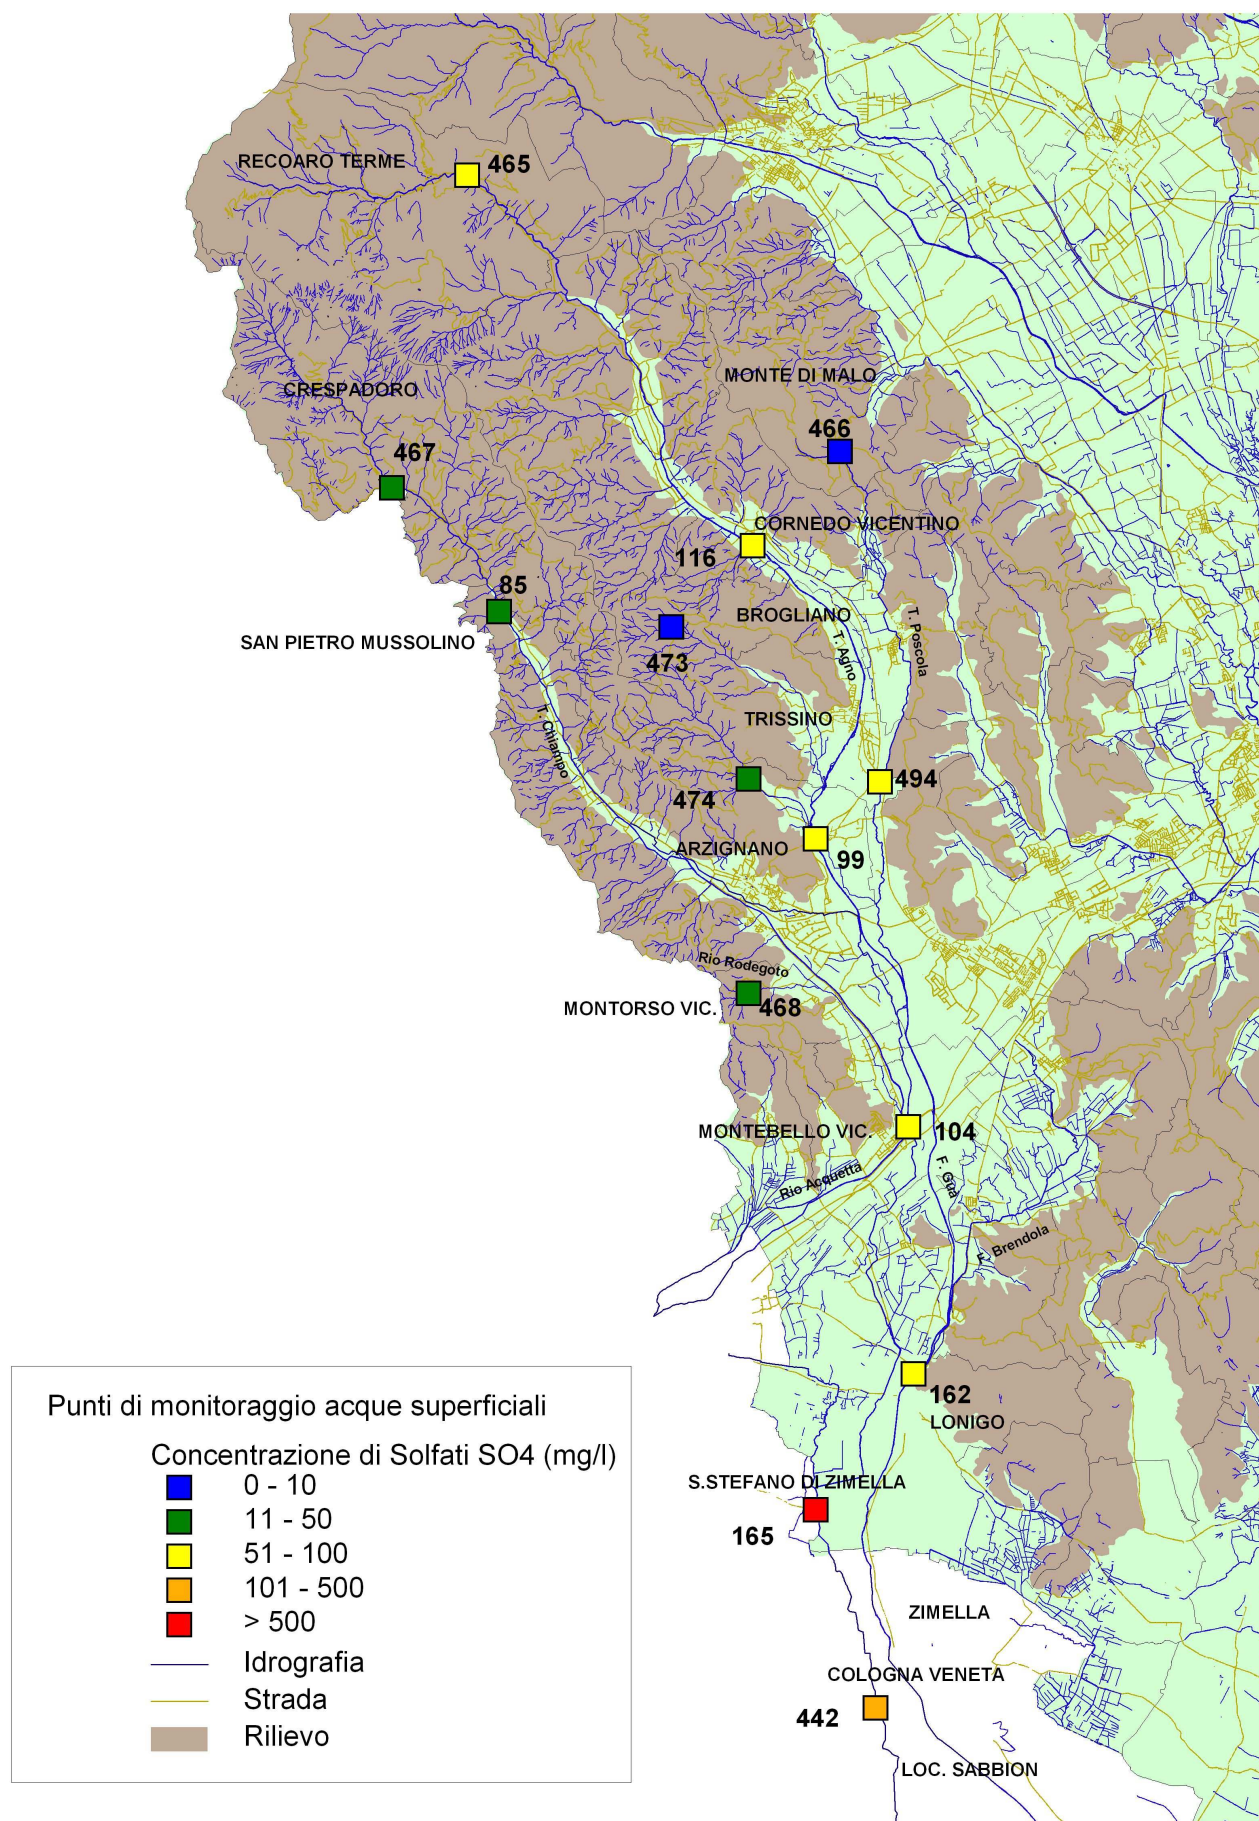 RECOARO TERME
465
MONTE DI MALO
CRESPADORO
466
467
CORNEDO VICENTINO
116
85
BROGLIANO
T. Poscola
T. Agno
SAN PIETRO MUSSOLINO
473
T. Chiampo
TRISSINO
494
474
ARZIGNANO
99
Rio Rodegoto
MONTORSO VIC.
468
MONTEBELLO VIC.
104
Rio Acquetta
F. Guà
F. Brendola
162
LONIGO
S.STEFANO DI ZIMELLA
165
ZIMELLA
COLOGNA VENETA
442
LOC. SABBION
Punti di monitoraggio acque superficiali
Concentrazione di Solfati SO4 (mg/l)
0 - 10
11 - 50
51 - 100
101 - 500
> 500
Idrografia
Strada
Rilievo